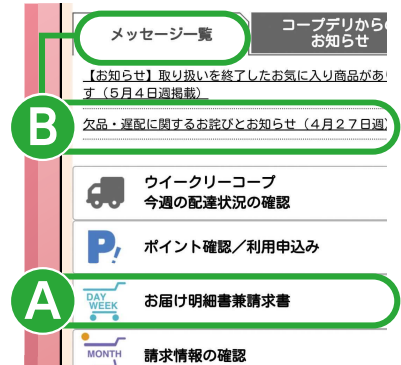 メッセージ一覧
コープデリから
お知らせ
【お知らせ】取り扱いを終了したお気に入り商品があ
す（5月4日週掲載）
B
欠品・遅配に関するお詫びとお知らせ（4月27日週）
ウイークリーコープ
今週の配達状況の確認
P!
ポイント確認／利用申込み
A
DAY
WEEK
お届け明細書兼請求書
MONTH
請求情報の確認